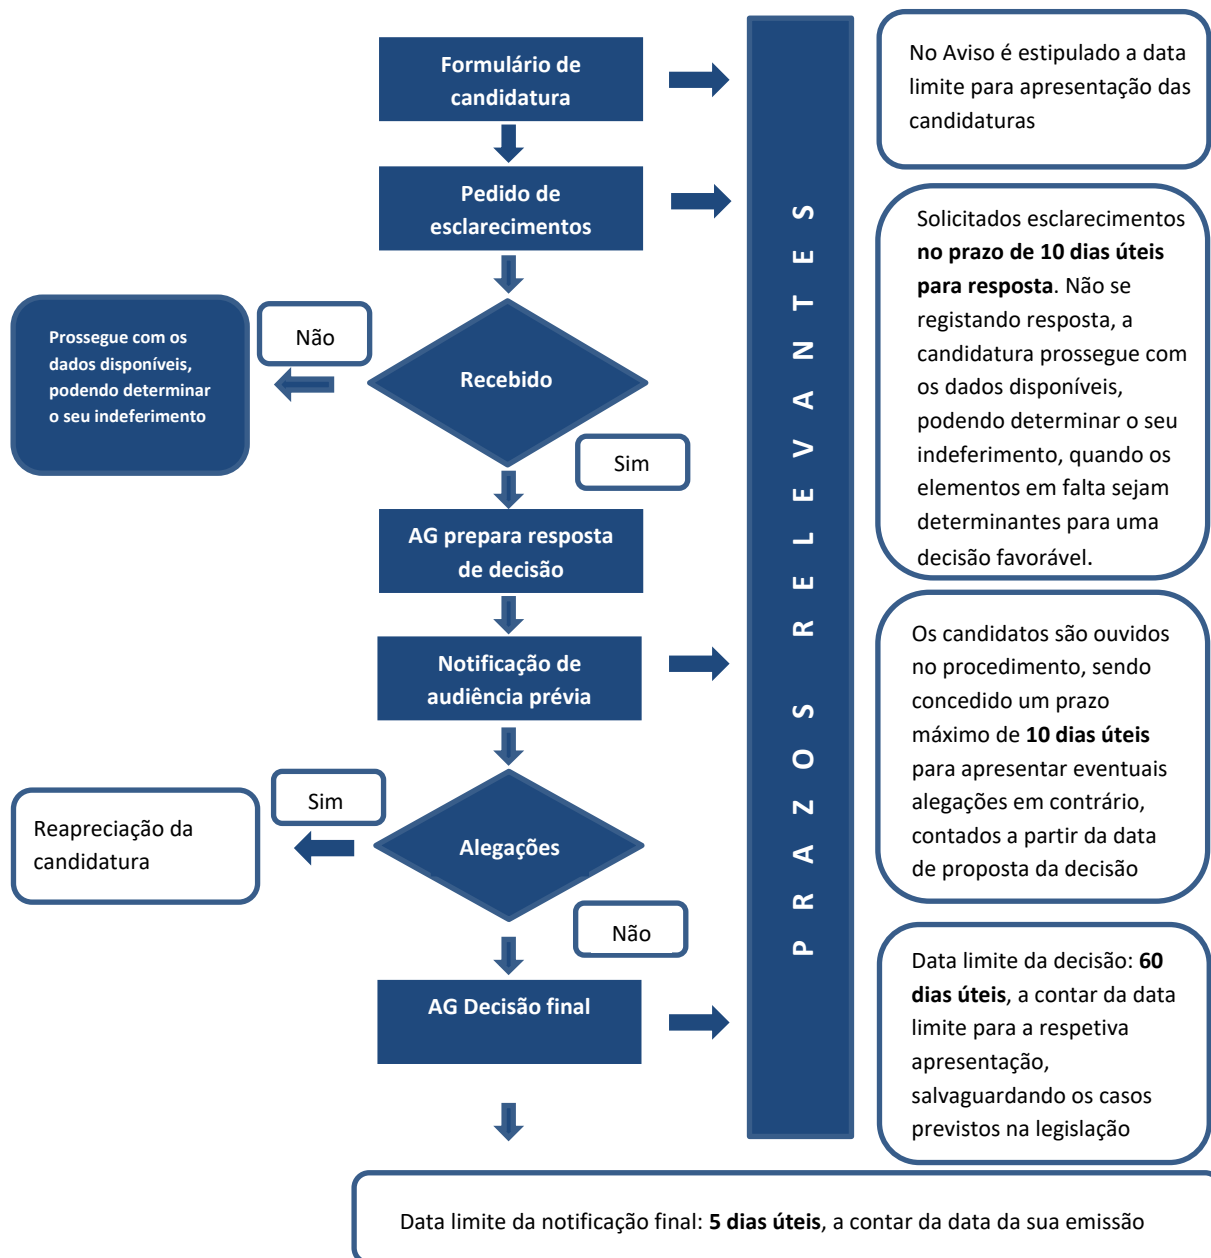 Formulário de
candidatura
No Aviso é estipulado a data
limite para apresentação das
candidaturas
Pedido de
esclarecimentos
Solicitados esclarecimentos
no prazo de 10 dias úteis
para resposta. Não se
registando resposta, a
candidatura prossegue com
os dados disponíveis,
podendo determinar o seu
indeferimento, quando os
elementos em falta sejam
determinantes para uma
decisão favorável.
Prossegue com os
dados disponíveis,
podendo determinar
o seu indeferimento
Não
Recebido
Sim
AG prepara resposta
de decisão
Notificação de
audiência prévia
Os candidatos são ouvidos
no procedimento, sendo
concedido um prazo
máximo de 10 dias úteis
para apresentar eventuais
alegações em contrário,
contados a partir da data
de proposta da decisão
Reapreciação da
candidatura
Sim
Alegações
Não
AG Decisão final
Data limite da decisão: 60
dias úteis, a contar da data
limite para a respetiva
apresentação,
salvaguardando os casos
previstos na legislação
PRAZOS RELEVANTES
Data limite da notificação final: 5 dias úteis, a contar da data da sua emissão